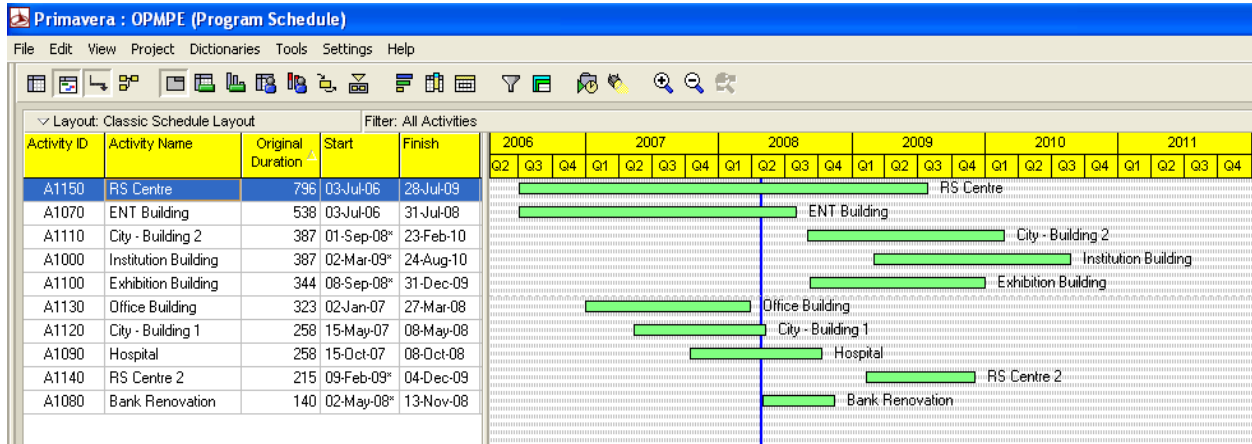 Primavera : OPMPE (Program Schedule)
File Edit View Project Dictionaries Tools Settings Help
Layout: Classic Schedule Layout Filter: All Activities
Activity ID Activity Name Original Duration Start Finish 2006 2007 2008 2009 2010 2011
Q2 Q3 Q4 Q1 Q2 Q3 Q4 Q1 Q2 Q3 Q4 Q1 Q2 Q3 Q4 Q1 Q2 Q3 Q4 Q1 Q2 Q3 Q4
A1150 RS Centre 796 03-Jul-06 28-Jul-09 RS Centre
A1070 ENT Building 538 03-Jul-06 31-Jul-08 ENT Building
A1110 City - Building 2 387 01-Sep-08* 23-Feb-10 City - Building 2
A1000 Institution Building 387 02-Mar-09* 24-Aug-10 Institution Building
A1100 Exhibition Building 344 08-Sep-08* 31-Dec-09 Exhibition Building
A1130 Office Building 323 02-Jan-07 27-Mar-08 Office Building
A1120 City - Building 1 258 15-May-07 08-May-08 City - Building 1
A1090 Hospital 258 15-Oct-07 08-Oct-08 Hospital
A1140 RS Centre 2 215 09-Feb-09* 04-Dec-09 RS Centre 2
A1080 Bank Renovation 140 02-May-08* 13-Nov-08 Bank Renovation